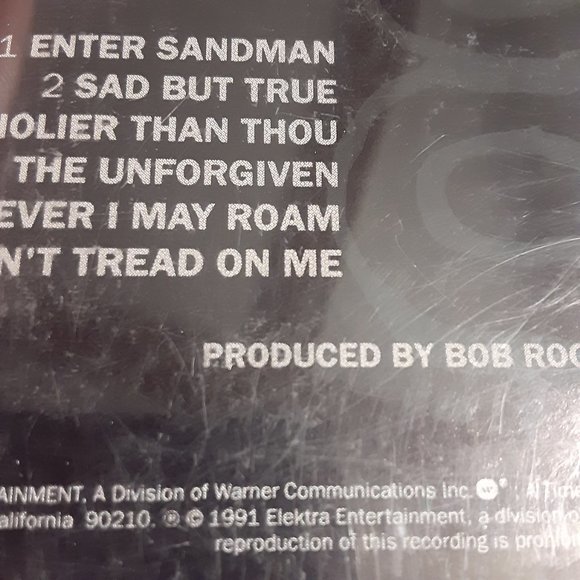 1 ENTER SANDMAN
2 SAD BUT TRUE
HOLIER THAN THOU
THE UNFORGIVEN
EVER I MAY ROAM
N'T TREAD ON ME
PRODUCED BY BOB ROC
AINMENT, A Division of Warner Communications Inc.
alifornia 90210. ℗ © 1991 Elektra Entertainment, a division o
reproduction of this recording is prohib